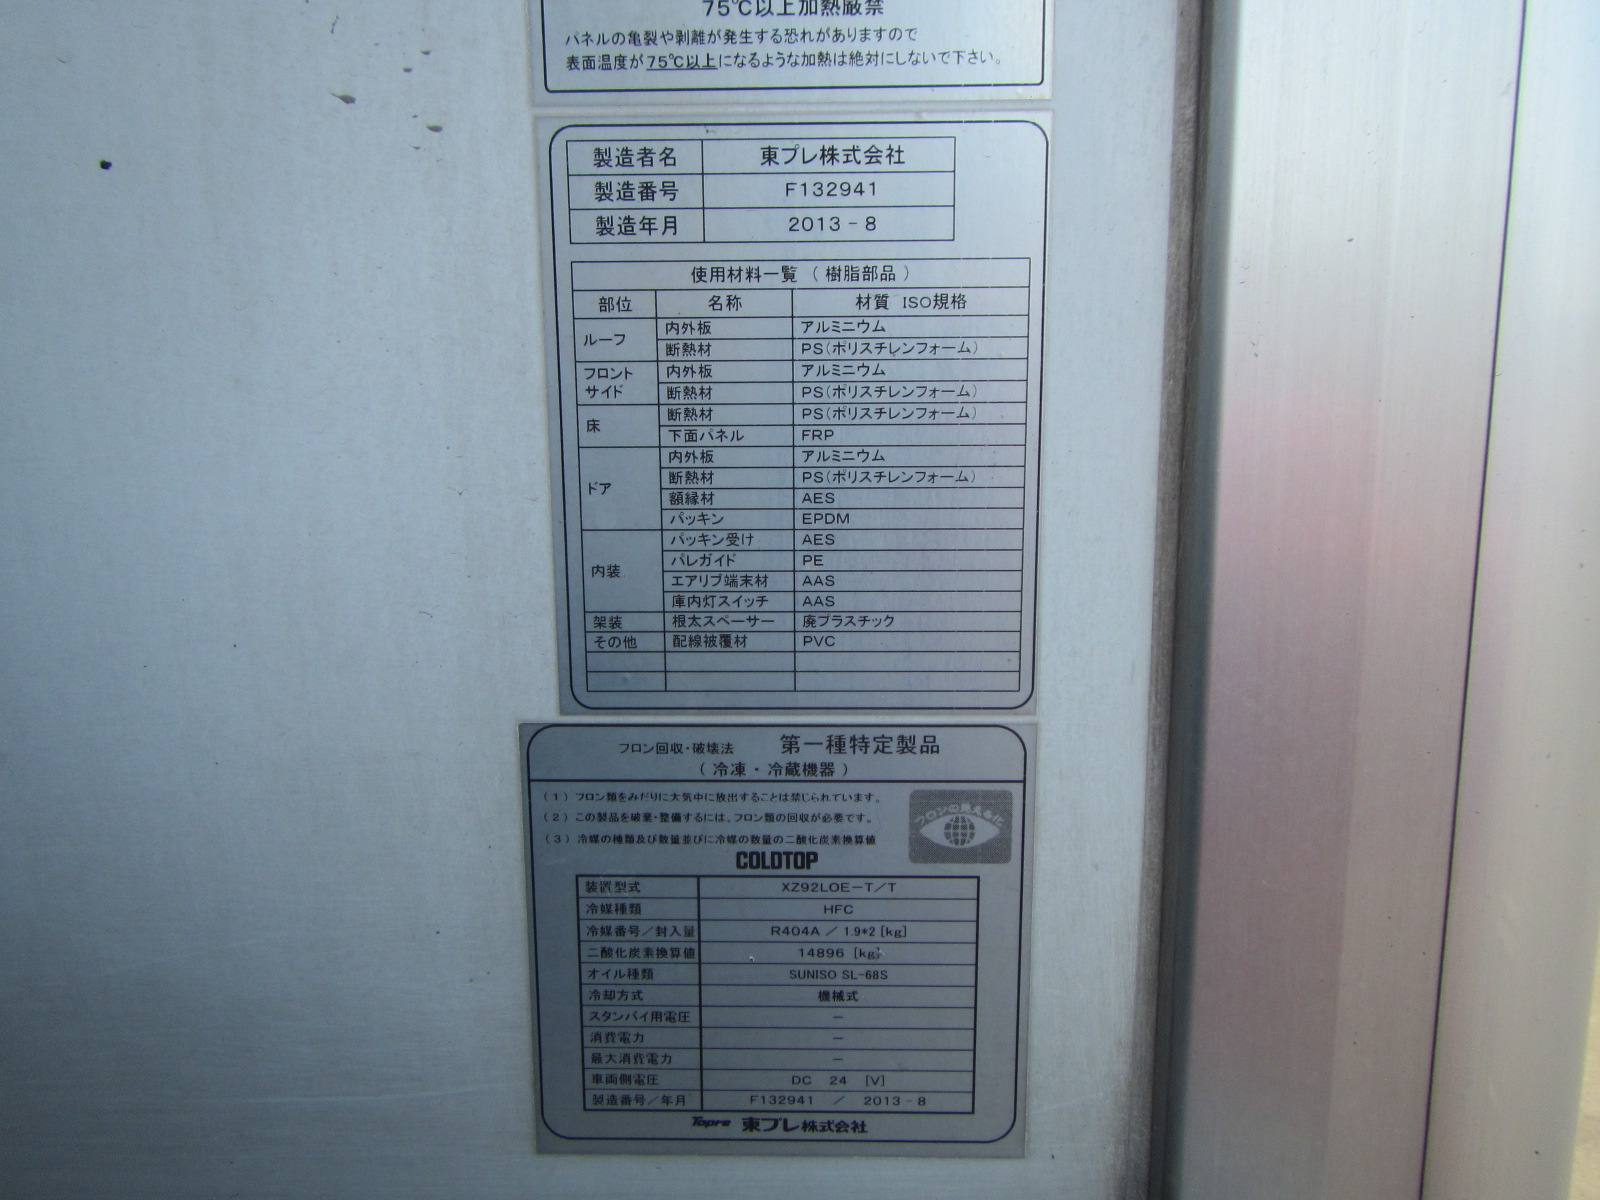 75℃以上加熱厳禁
パネルの亀裂や剥離が発生する恐れがありますので
表面温度が75℃以上になるような加熱は絶対にしないで下さい。
製造者名 東プレ株式会社
製造番号 F132941
製造年月 2013-8
使用材料一覧 (樹脂部品)
部位 名称 材質 ISO規格
ルーフ 内外板 アルミニウム
断熱材 PS(ポリスチレンフォーム)
フロントサイド 内外板 アルミニウム
断熱材 PS(ポリスチレンフォーム)
床 断熱材 PS(ポリスチレンフォーム)
下面パネル FRP
ドア 内外板 アルミニウム
断熱材 PS(ポリスチレンフォーム)
額縁材 AES
パッキン EPDM
内装 パッキン受け AES
パレガイド PE
エアリブ端末材 AAS
庫内灯スイッチ AAS
架装 根太スペーサー 廃プラスチック
その他 配線被覆材 PVC
フロン回収・破壊法 第一種特定製品
(冷凍・冷蔵機器)
(1) フロン類をみだりに大気中に放出することは禁じられています。
(2) この製品を破棄・整備するには、フロン類の回収が必要です。
(3) 冷媒の種類及び数量並びに冷媒の数量の二酸化炭素換算値
フロンの見える化
COLDTOP
装置型式 XZ92LOE-T/T
冷媒種類 HFC
冷媒番号/封入量 R404A / 1.9*2 [kg]
二酸化炭素換算値 14896 [kg]
オイル種類 SUNISO SL-68S
冷却方式 機械式
スタンバイ用電圧 -
消費電力 -
最大消費電力 -
車両側電圧 DC 24 [V]
製造番号/年月 F132941 / 2013-8
Topre 東プレ株式会社